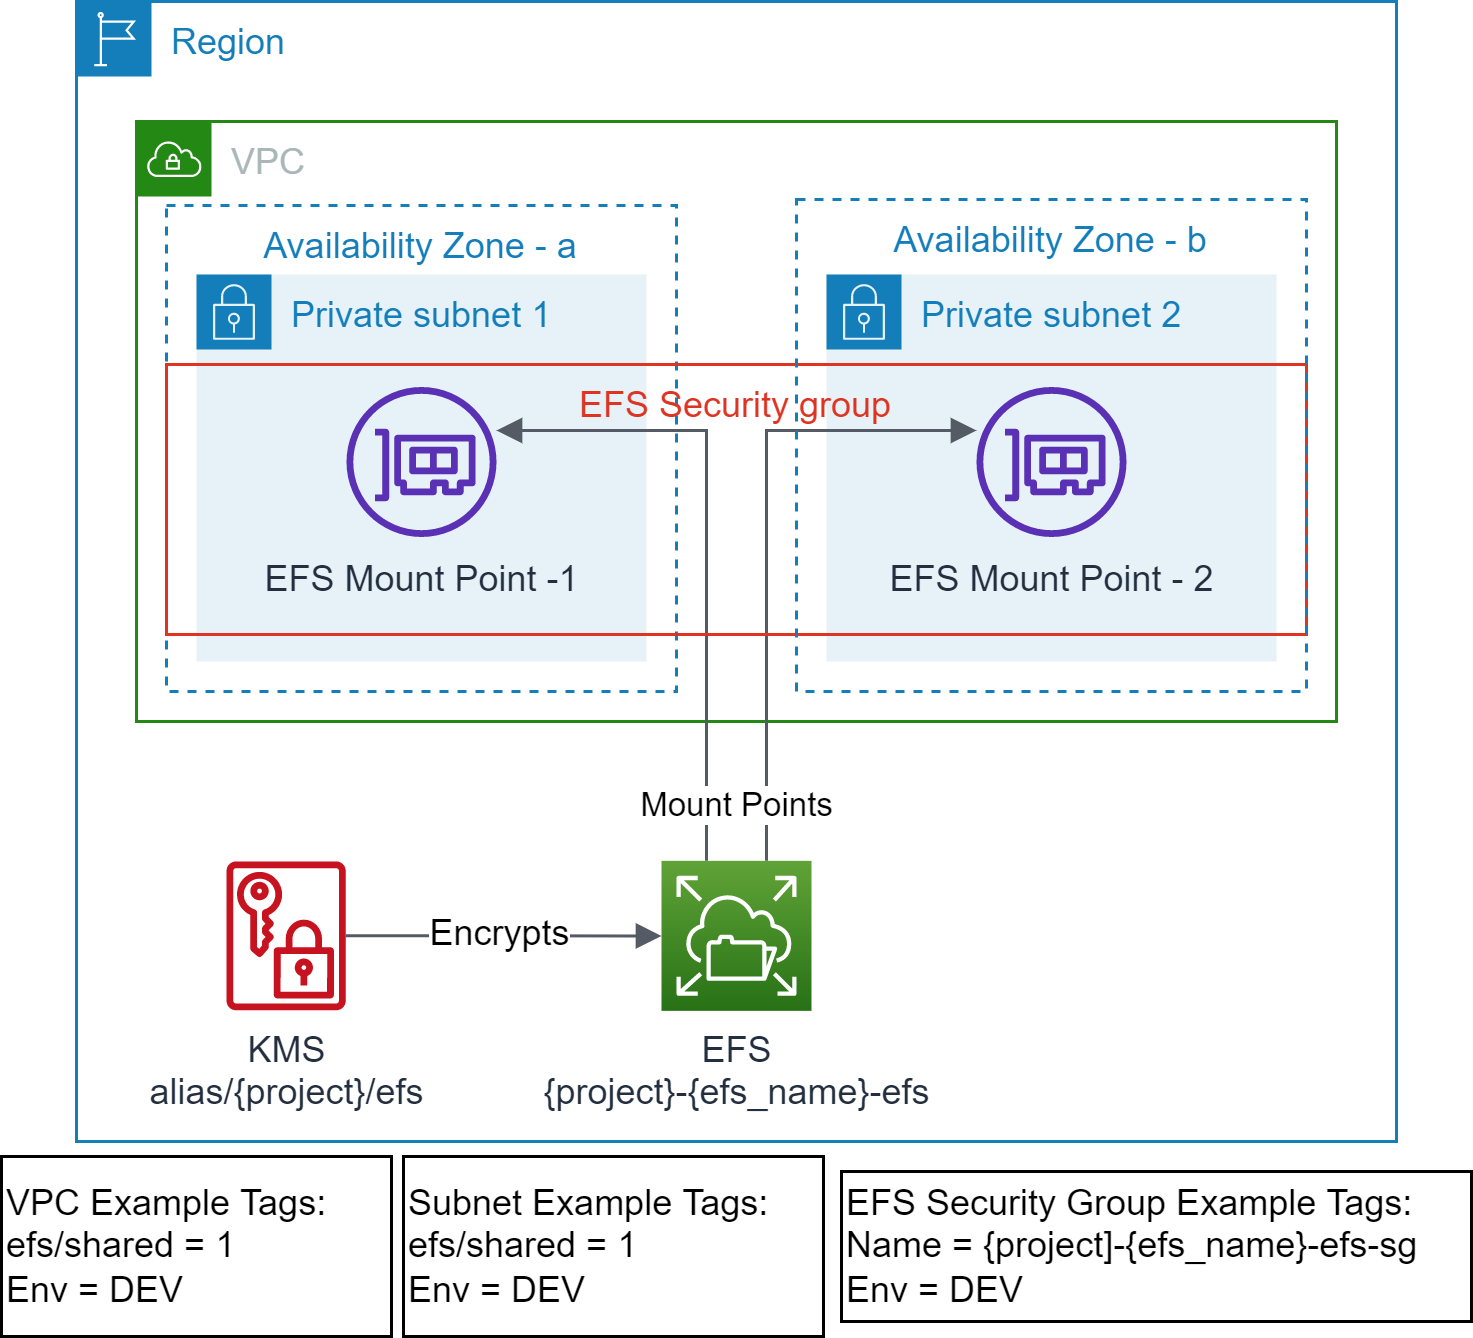 Region
VPC
Availability Zone - a
Availability Zone - b
Private subnet 1
Private subnet 2
EFS Security group
EFS Mount Point -1
EFS Mount Point - 2
Mount Points
Encrypts
KMS
alias/{project}/efs
EFS
{project}-{efs_name}-efs
VPC Example Tags:
efs/shared = 1
Env = DEV
Subnet Example Tags:
efs/shared = 1
Env = DEV
EFS Security Group Example Tags:
Name = {project]-{efs_name}-efs-sg
Env = DEV